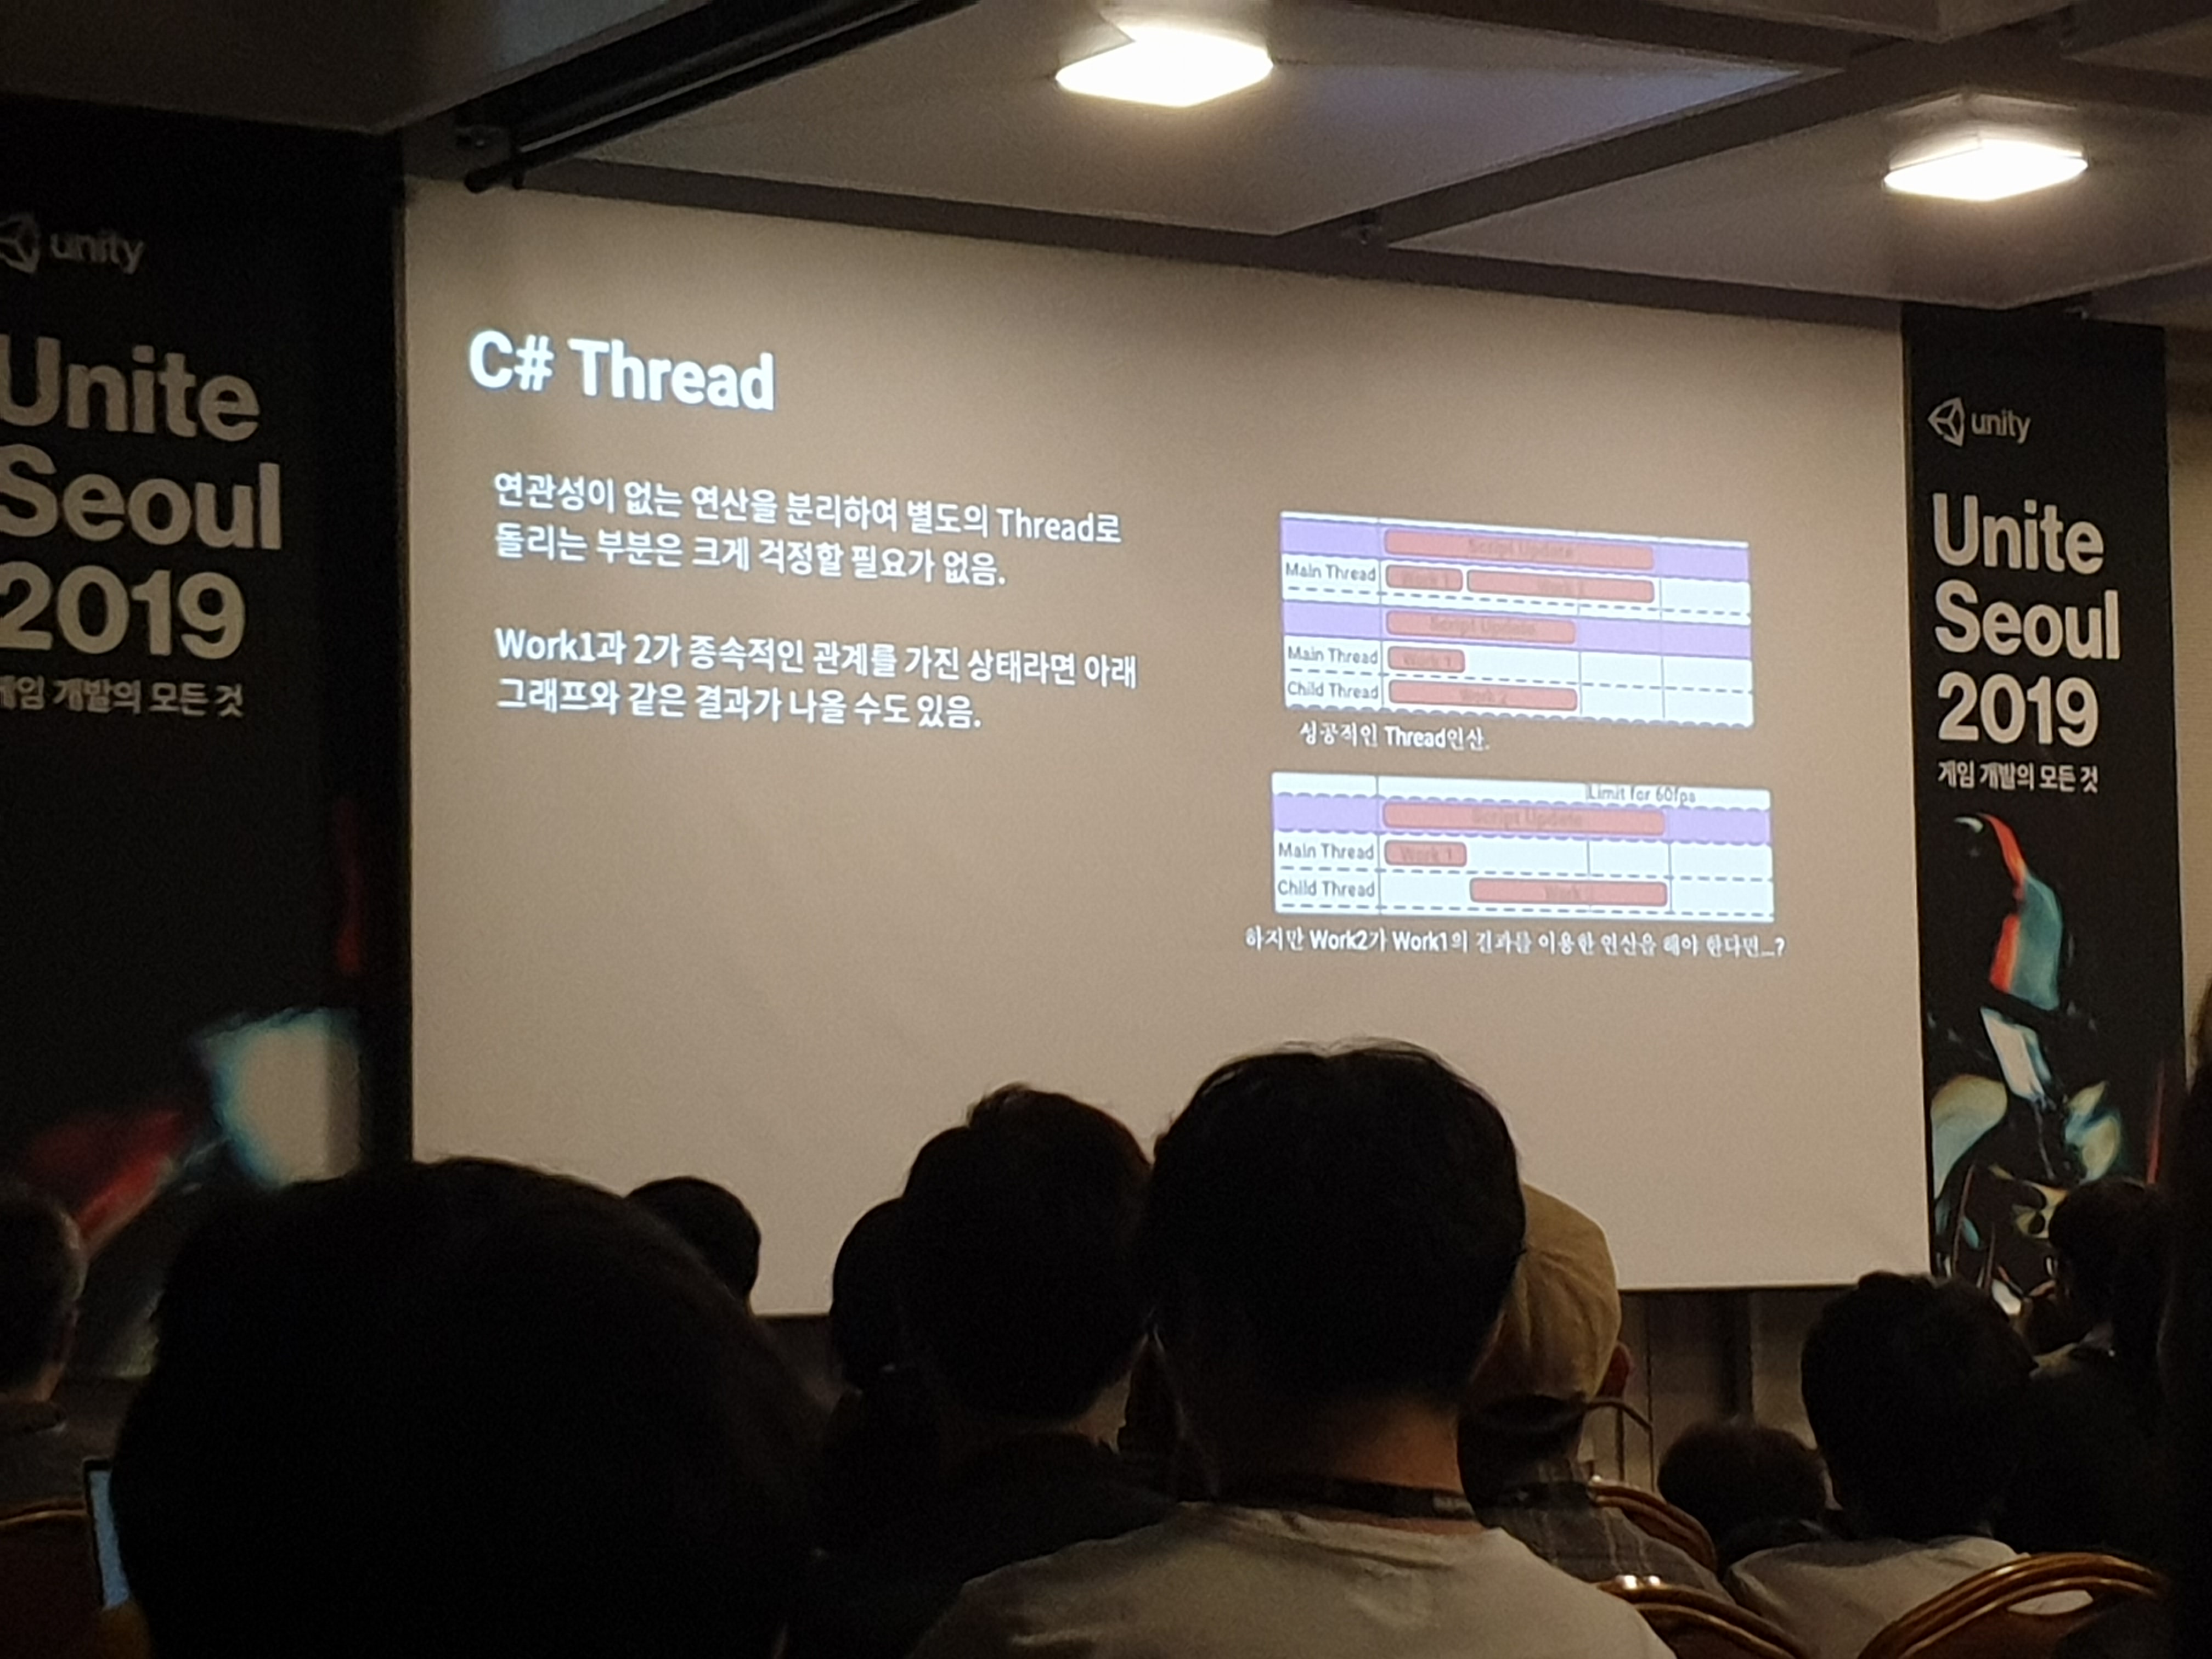 unity
Unite
Seoul
2019
게임 개발의 모든 것
C# Thread
연관성이 없는 연산을 분리하여 별도의 Thread로
돌리는 부분은 크게 걱정할 필요가 없음.
Work1과 2가 종속적인 관계를 가진 상태라면 아래
그래프와 같은 결과가 나올 수도 있음.
Script Update
Main Thread
Work 1
Work
Script Update
Main Thread
Work 1
Child Thread
Work 2
성공적인 Thread인산.
Limit for 60fps
Script Update
Main Thread
Work 1
Child Thread
Work
하지만 Work2가 Work1의 결과를 이용한 연산을 해야 한다면...?
unity
Unite
Seoul
2019
게임 개발의 모든 것